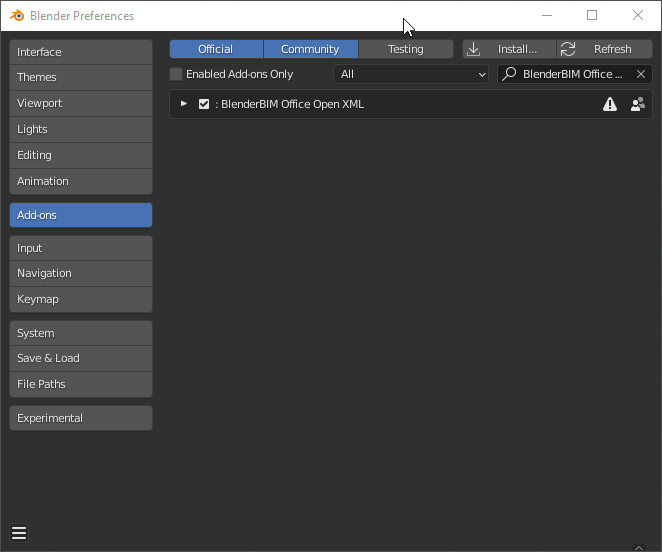 Blender Preferences
Interface
Themes
Viewport
Lights
Editing
Animation
Add-ons
Input
Navigation
Keymap
System
Save & Load
File Paths
Experimental
Official Community Testing Install... Refresh
Enabled Add-ons Only All BlenderBIM Office ...
: BlenderBIM Office Open XML